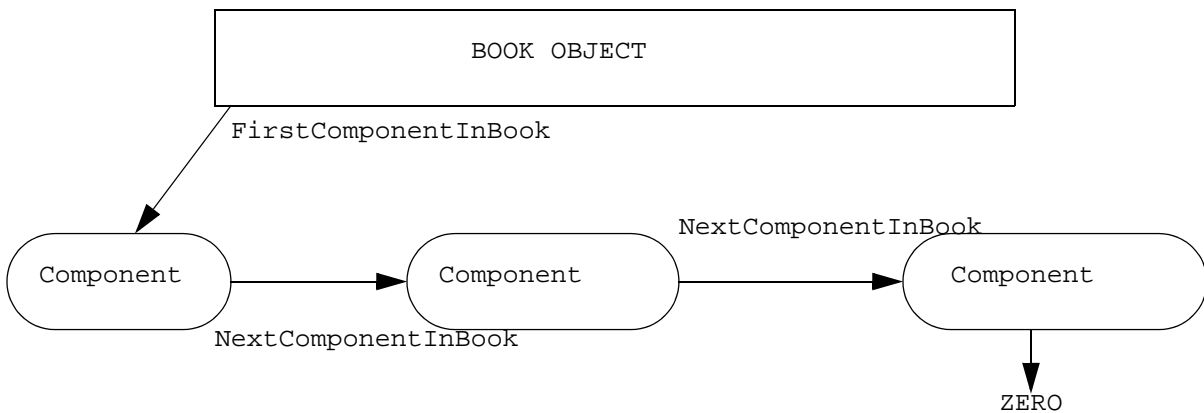 BOOK OBJECT
FirstComponentInBook
NextComponentInBook
Component
Component
Component
NextComponentInBook
ZERO